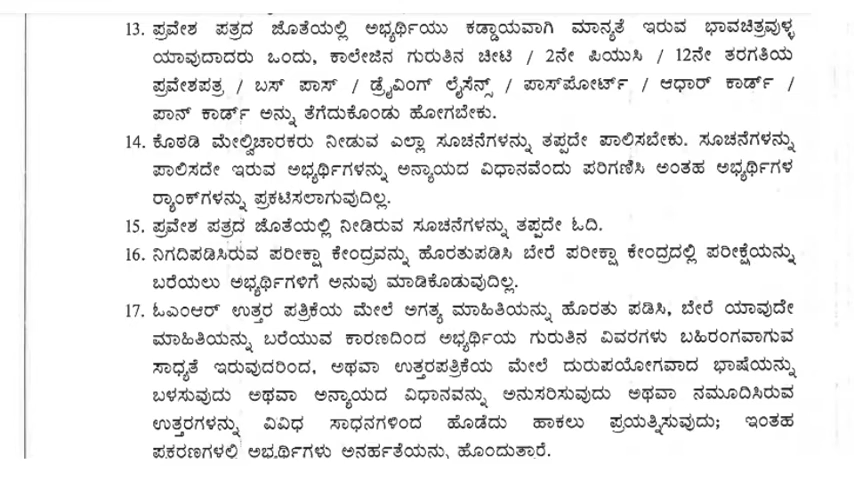 13. ಪ್ರವೇಶ ಪತ್ರದ ಜೊತೆಯಲ್ಲಿ ಅಭ್ಯರ್ಥಿಯು ಕಡ್ಡಾಯವಾಗಿ ಮಾನ್ಯತೆ ಇರುವ ಭಾವಚಿತ್ರವುಳ್ಳ
ಯಾವುದಾದರು ಒಂದು, ಕಾಲೇಜಿನ ಗುರುತಿನ ಚೀಟಿ / 2ನೇ ಪಿಯುಸಿ / 12ನೇ ತರಗತಿಯ
ಪ್ರವೇಶಪತ್ರ / ಬಸ್ ಪಾಸ್ / ಡ್ರೈವಿಂಗ್ ಲೈಸೆನ್ಸ್ / ಪಾಸ್‌ಪೋರ್ಟ್ / ಆಧಾರ್ ಕಾರ್ಡ್ /
ಪಾನ್ ಕಾರ್ಡ್ ಅನ್ನು ತೆಗೆದುಕೊಂಡು ಹೋಗಬೇಕು.
14. ಕೊಠಡಿ ಮೇಲ್ವಿಚಾರಕರು ನೀಡುವ ಎಲ್ಲಾ ಸೂಚನೆಗಳನ್ನು ತಪ್ಪದೇ ಪಾಲಿಸಬೇಕು. ಸೂಚನೆಗಳನ್ನು
ಪಾಲಿಸದೇ ಇರುವ ಅಭ್ಯರ್ಥಿಗಳನ್ನು ಅನ್ಯಾಯದ ವಿಧಾನವೆಂದು ಪರಿಗಣಿಸಿ ಅಂತಹ ಅಭ್ಯರ್ಥಿಗಳ
ರ‍್ಯಾಂಕ್‌ಗಳನ್ನು ಪ್ರಕಟಿಸಲಾಗುವುದಿಲ್ಲ.
15. ಪ್ರವೇಶ ಪತ್ರದ ಜೊತೆಯಲ್ಲಿ ನೀಡಿರುವ ಸೂಚನೆಗಳನ್ನು ತಪ್ಪದೇ ಓದಿ.
16. ನಿಗದಿಪಡಿಸಿರುವ ಪರೀಕ್ಷಾ ಕೇಂದ್ರವನ್ನು ಹೊರತುಪಡಿಸಿ ಬೇರೆ ಪರೀಕ್ಷಾ ಕೇಂದ್ರದಲ್ಲಿ ಪರೀಕ್ಷೆಯನ್ನು
ಬರೆಯಲು ಅಭ್ಯರ್ಥಿಗಳಿಗೆ ಅನುವು ಮಾಡಿಕೊಡುವುದಿಲ್ಲ.
17. ಓಎಂಆರ್ ಉತ್ತರ ಪತ್ರಿಕೆಯ ಮೇಲೆ ಅಗತ್ಯ ಮಾಹಿತಿಯನ್ನು ಹೊರತು ಪಡಿಸಿ, ಬೇರೆ ಯಾವುದೇ
ಮಾಹಿತಿಯನ್ನು ಬರೆಯುವ ಕಾರಣದಿಂದ ಅಭ್ಯರ್ಥಿಯ ಗುರುತಿನ ವಿವರಗಳು ಬಹಿರಂಗವಾಗುವ
ಸಾಧ್ಯತೆ ಇರುವುದರಿಂದ, ಅಥವಾ ಉತ್ತರಪತ್ರಿಕೆಯ ಮೇಲೆ ದುರುಪಯೋಗವಾದ ಭಾಷೆಯನ್ನು
ಬಳಸುವುದು ಅಥವಾ ಅನ್ಯಾಯದ ವಿಧಾನವನ್ನು ಅನುಸರಿಸುವುದು ಅಥವಾ ನಮೂದಿಸಿರುವ
ಉತ್ತರಗಳನ್ನು ವಿವಿಧ ಸಾಧನಗಳಿಂದ ಹೊಡೆದು ಹಾಕಲು ಪ್ರಯತ್ನಿಸುವುದು; ಇಂತಹ
ಪ್ರಕರಣಗಳಲ್ಲಿ ಅಭ್ಯರ್ಥಿಗಳು ಅನರ್ಹತೆಯನ್ನು ಹೊಂದುತ್ತಾರೆ.